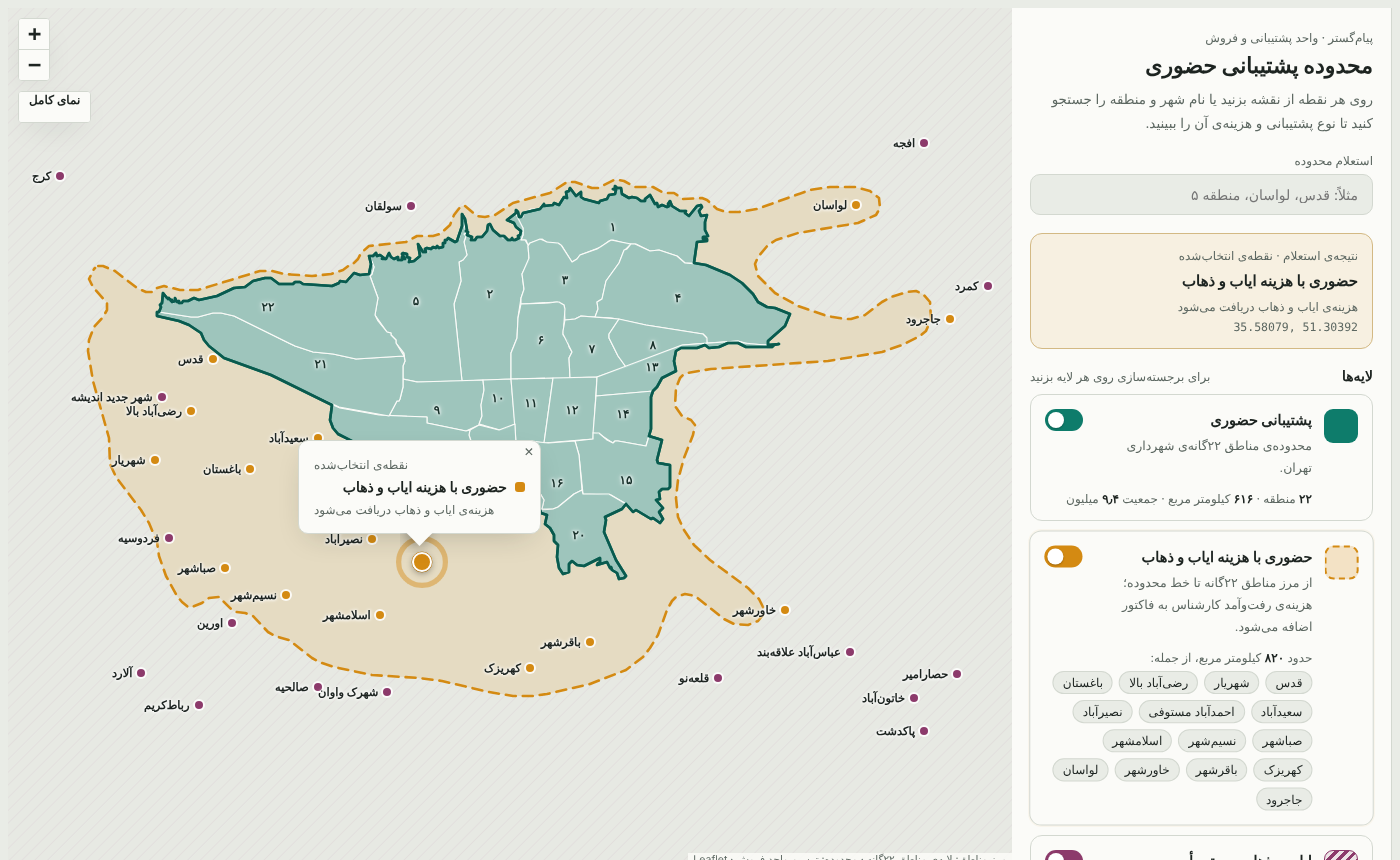 پیام‌گستر · واحد پشتیبانی و فروش
محدوده پشتیبانی حضوری
روی هر نقطه از نقشه بزنید یا نام شهر و منطقه را جستجو
کنید تا نوع پشتیبانی و هزینه‌ی آن را ببینید.
استعلام محدوده
مثلاً: قدس، لواسان، منطقه ۵
نتیجه‌ی استعلام · نقطه‌ی انتخاب‌شده
حضوری با هزینه ایاب و ذهاب
هزینه‌ی ایاب و ذهاب دریافت می‌شود
35.58079, 51.30392
لایه‌ها
برای برجسته‌سازی روی هر لایه بزنید
پشتیبانی حضوری
محدوده‌ی مناطق ۲۲گانه‌ی شهرداری
تهران.
۲۲ منطقه · ۶۱۶ کیلومتر مربع · جمعیت ۹٫۴ میلیون
حضوری با هزینه ایاب و ذهاب
از مرز مناطق ۲۲گانه تا خط محدوده؛
هزینه‌ی رفت‌وآمد کارشناس به فاکتور
اضافه می‌شود.
حدود ۸۲۰ کیلومتر مربع، از جمله:
قدس شهریار رضی‌آباد بالا باغستان
سعیدآباد احمدآباد مستوفی نصیرآباد
صباشهر نسیم‌شهر اسلامشهر
کهریزک باقرشهر خاورشهر لواسان
جاجرود
+
−
نمای کامل
افجه
کرج
سولقان
لواسان
کمرد
جاجرود
۱
۳
۲
۴
۵
۲۲
۶
۷
۸
۱۳
۲۱
۱۰
۱۱
۱۲
۹
۱۴
۱۵
۱۶
۲۰
قدس
شهر جدید اندیشه
رضی‌آباد بالا
سعیدآباد
شهریار
باغستان
×
نقطه‌ی انتخاب‌شده
حضوری با هزینه ایاب و ذهاب
هزینه‌ی ایاب و ذهاب دریافت می‌شود
فردوسیه
نصیرآباد
صباشهر
نسیم‌شهر
اسلامشهر
خاورشهر
اورین
باقرشهر
عباس‌آباد علاقه‌بند
کهریزک
آلارد
قلعه‌نو
حصارامیر
صالحیه
شهرک واوان
خاتون‌آباد
رباط‌کریم
پاکدشت
Leaflet